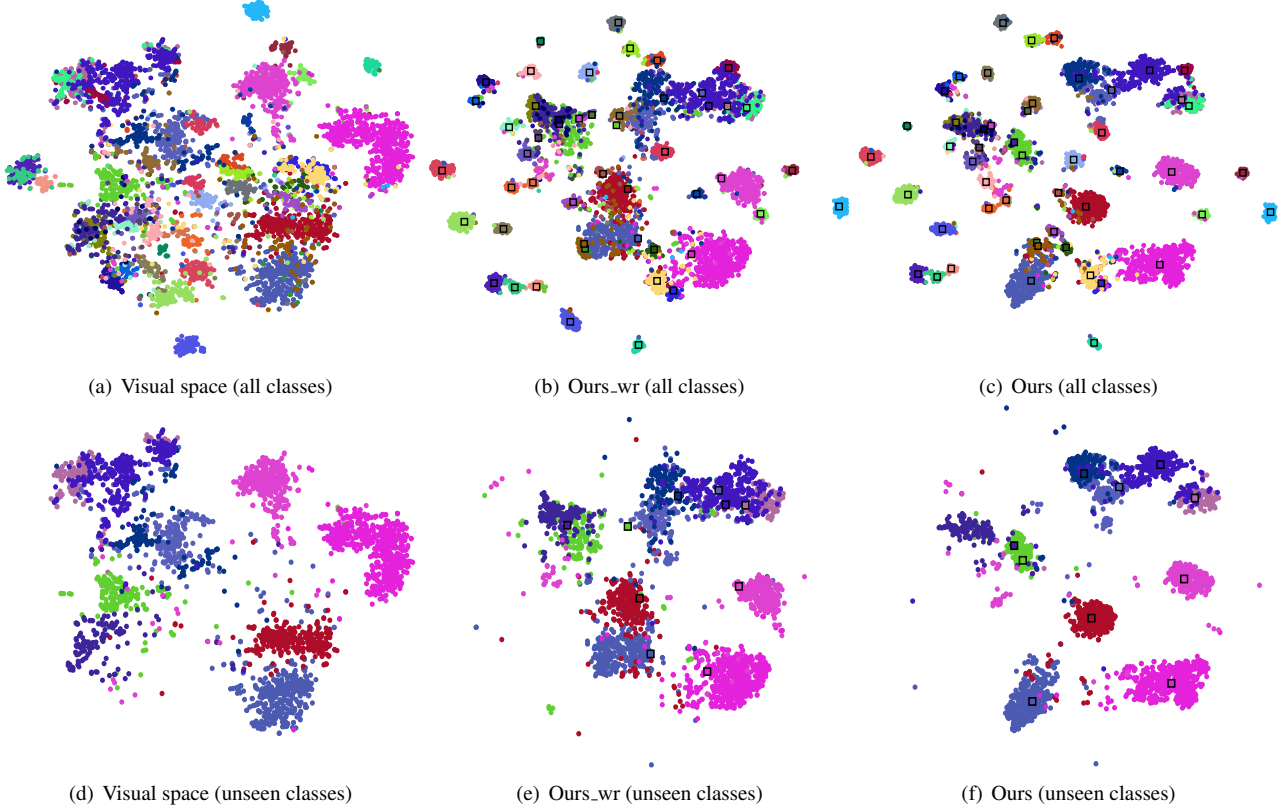 (a) Visual space (all classes)
(b) Ours_wr (all classes)
(c) Ours (all classes)
(d) Visual space (unseen classes)
(e) Ours_wr (unseen classes)
(f) Ours (unseen classes)